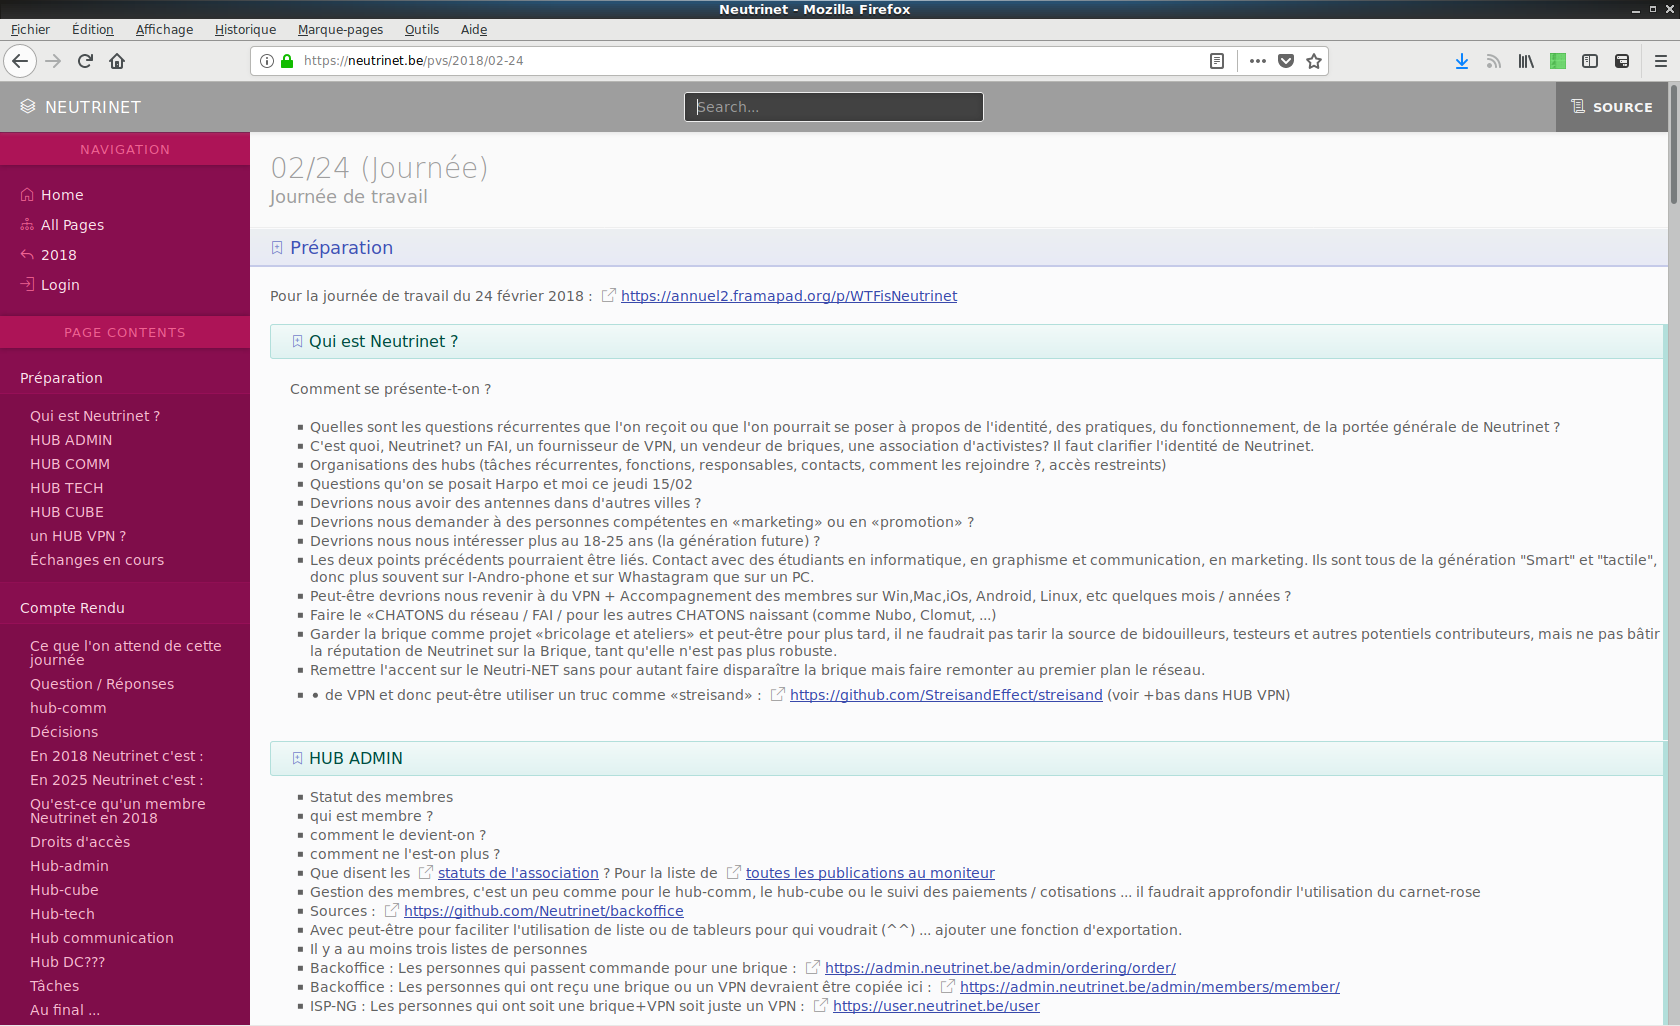 Neutrinet - Mozilla Firefox
Fichier Édition Affichage Historique Marque-pages Outils Aide
https://neutrinet.be/pvs/2018/02-24
NEUTRINET
Search...
SOURCE
NAVIGATION
Home
All Pages
2018
Login
PAGE CONTENTS
Préparation
Qui est Neutrinet ?
HUB ADMIN
HUB COMM
HUB TECH
HUB CUBE
un HUB VPN ?
Échanges en cours
Compte Rendu
Ce que l'on attend de cette
journée
Question / Réponses
hub-comm
Décisions
En 2018 Neutrinet c'est :
En 2025 Neutrinet c'est :
Qu'est-ce qu'un membre
Neutrinet en 2018
Droits d'accès
Hub-admin
Hub-cube
Hub-tech
Hub communication
Hub DC???
Tâches
Au final ...
02/24 (Journée)
Journée de travail
Préparation
Pour la journée de travail du 24 février 2018 : https://annuel2.framapad.org/p/WTFisNeutrinet
Qui est Neutrinet ?
Comment se présente-t-on ?
▪ Quelles sont les questions récurrentes que l'on reçoit ou que l'on pourrait se poser à propos de l'identité, des pratiques, du fonctionnement, de la portée générale de Neutrinet ?
▪ C'est quoi, Neutrinet? un FAI, un fournisseur de VPN, un vendeur de briques, une association d'activistes? Il faut clarifier l'identité de Neutrinet.
▪ Organisations des hubs (tâches récurrentes, fonctions, responsables, contacts, comment les rejoindre ?, accès restreints)
▪ Questions qu'on se posait Harpo et moi ce jeudi 15/02
▪ Devrions nous avoir des antennes dans d'autres villes ?
▪ Devrions nous demander à des personnes compétentes en «marketing» ou en «promotion» ?
▪ Devrions nous nous intéresser plus au 18-25 ans (la génération future) ?
▪ Les deux points précédents pourraient être liés. Contact avec des étudiants en informatique, en graphisme et communication, en marketing. Ils sont tous de la génération "Smart" et "tactile",
donc plus souvent sur I-Andro-phone et sur Whastagram que sur un PC.
▪ Peut-être devrions nous revenir à du VPN + Accompagnement des membres sur Win,Mac,iOs, Android, Linux, etc quelques mois / années ?
▪ Faire le «CHATONS du réseau / FAI / pour les autres CHATONS naissant (comme Nubo, Clomut, ...)
▪ Garder la brique comme projet «bricolage et ateliers» et peut-être pour plus tard, il ne faudrait pas tarir la source de bidouilleurs, testeurs et autres potentiels contributeurs, mais ne pas bâtir
la réputation de Neutrinet sur la Brique, tant qu'elle n'est pas plus robuste.
▪ Remettre l'accent sur le Neutri-NET sans pour autant faire disparaître la brique mais faire remonter au premier plan le réseau.
▪ • de VPN et donc peut-être utiliser un truc comme «streisand» : https://github.com/StreisandEffect/streisand (voir +bas dans HUB VPN)
HUB ADMIN
▪ Statut des membres
▪ qui est membre ?
▪ comment le devient-on ?
▪ comment ne l'est-on plus ?
▪ Que disent les statuts de l'association ? Pour la liste de toutes les publications au moniteur
▪ Gestion des membres, c'est un peu comme pour le hub-comm, le hub-cube ou le suivi des paiements / cotisations ... il faudrait approfondir l'utilisation du carnet-rose
▪ Sources : https://github.com/Neutrinet/backoffice
▪ Avec peut-être pour faciliter l'utilisation de liste ou de tableurs pour qui voudrait (^^) ... ajouter une fonction d'exportation.
▪ Il y a au moins trois listes de personnes
▪ Backoffice : Les personnes qui passent commande pour une brique : https://admin.neutrinet.be/admin/ordering/order/
▪ Backoffice : Les personnes qui ont reçu une brique ou un VPN devraient être copiée ici : https://admin.neutrinet.be/admin/members/member/
▪ ISP-NG : Les personnes qui ont soit une brique+VPN soit juste un VPN : https://user.neutrinet.be/user